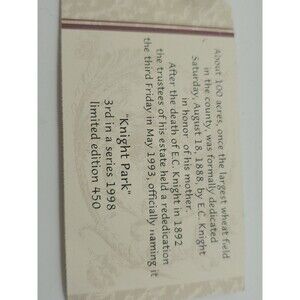 About 100 acres, once the largest wheat field
in the county, was formally dedicated
Saturday, August 18, 1888, by E.C. Knight
in honor of his mother.
After the death of E.C. Knight in 1892
the trustees of his estate held a rededication
the third Friday in May 1993, officially naming it
"Knight Park"
3rd in a series 1998
limited edition 450